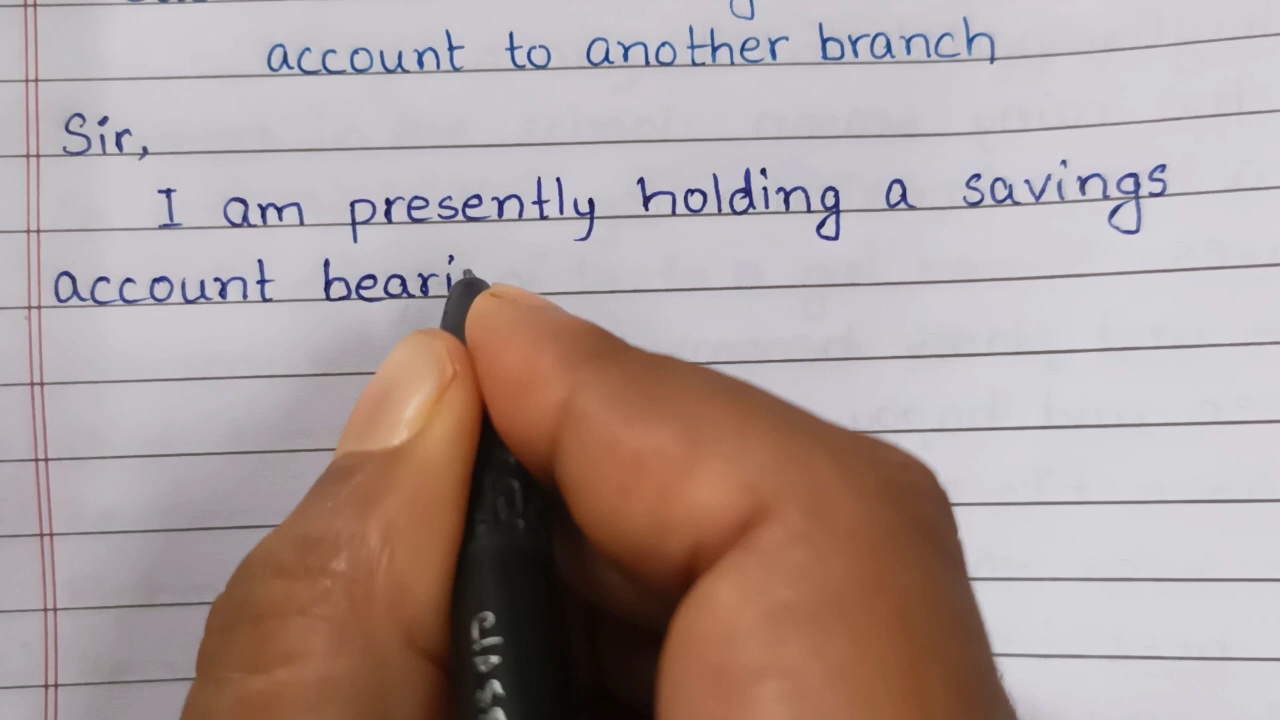 account to another branch
Sir,
I am presently holding a savings
account beari